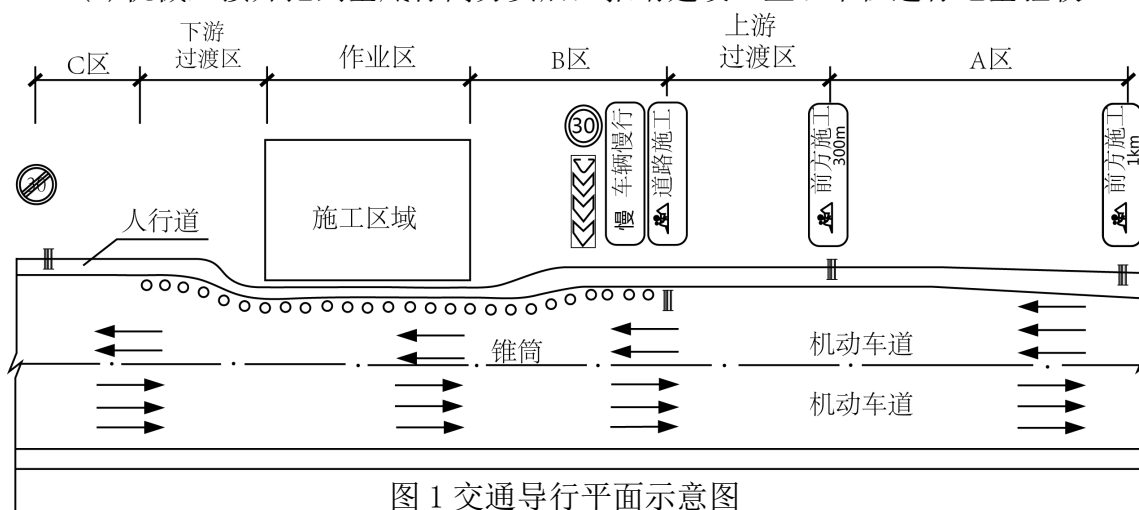 下游
过渡区
C区
作业区
B区
上游
过渡区
A区
30
慢 车辆慢行
道路施工
前方施工
300m
前方施工
1km
人行道
施工区域
锥筒
机动车道
机动车道
图 1 交通导行平面示意图